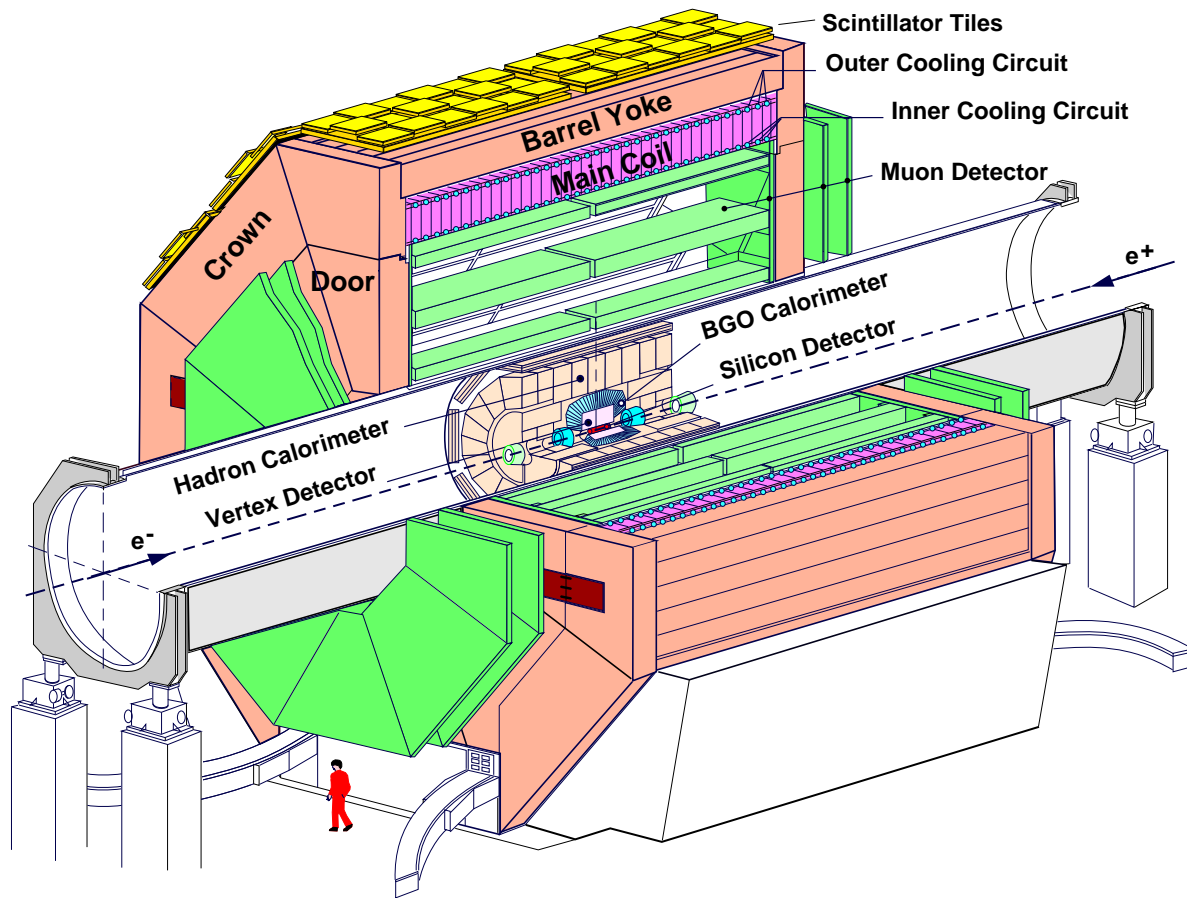 Scintillator Tiles
Outer Cooling Circuit
Barrel Yoke
Inner Cooling Circuit
Main Coil
Muon Detector
Crown
Door
e+
BGO Calorimeter
Silicon Detector
Hadron Calorimeter
Vertex Detector
e-